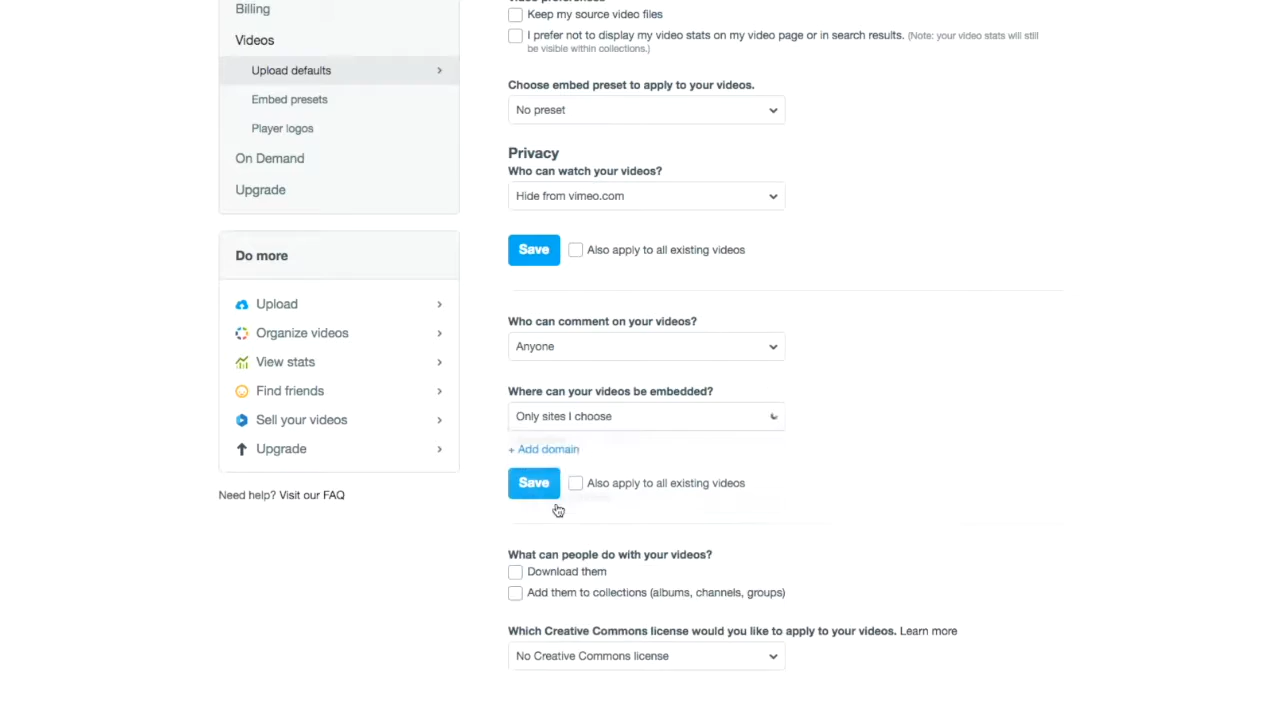 Billing
Videos
Upload defaults
Embed presets
Player logos
On Demand
Upgrade
Do more
Upload
Organize videos
View stats
Find friends
Sell your videos
Upgrade
Need help? Visit our FAQ
Keep my source video files
I prefer not to display my video stats on my video page or in search results. (Note: your video stats will still
be visible within collections.)
Choose embed preset to apply to your videos.
No preset
Privacy
Who can watch your videos?
Hide from vimeo.com
Save
Also apply to all existing videos
Who can comment on your videos?
Anyone
Where can your videos be embedded?
Only sites I choose
+ Add domain
Save
Also apply to all existing videos
What can people do with your videos?
Download them
Add them to collections (albums, channels, groups)
Which Creative Commons license would you like to apply to your videos. Learn more
No Creative Commons license